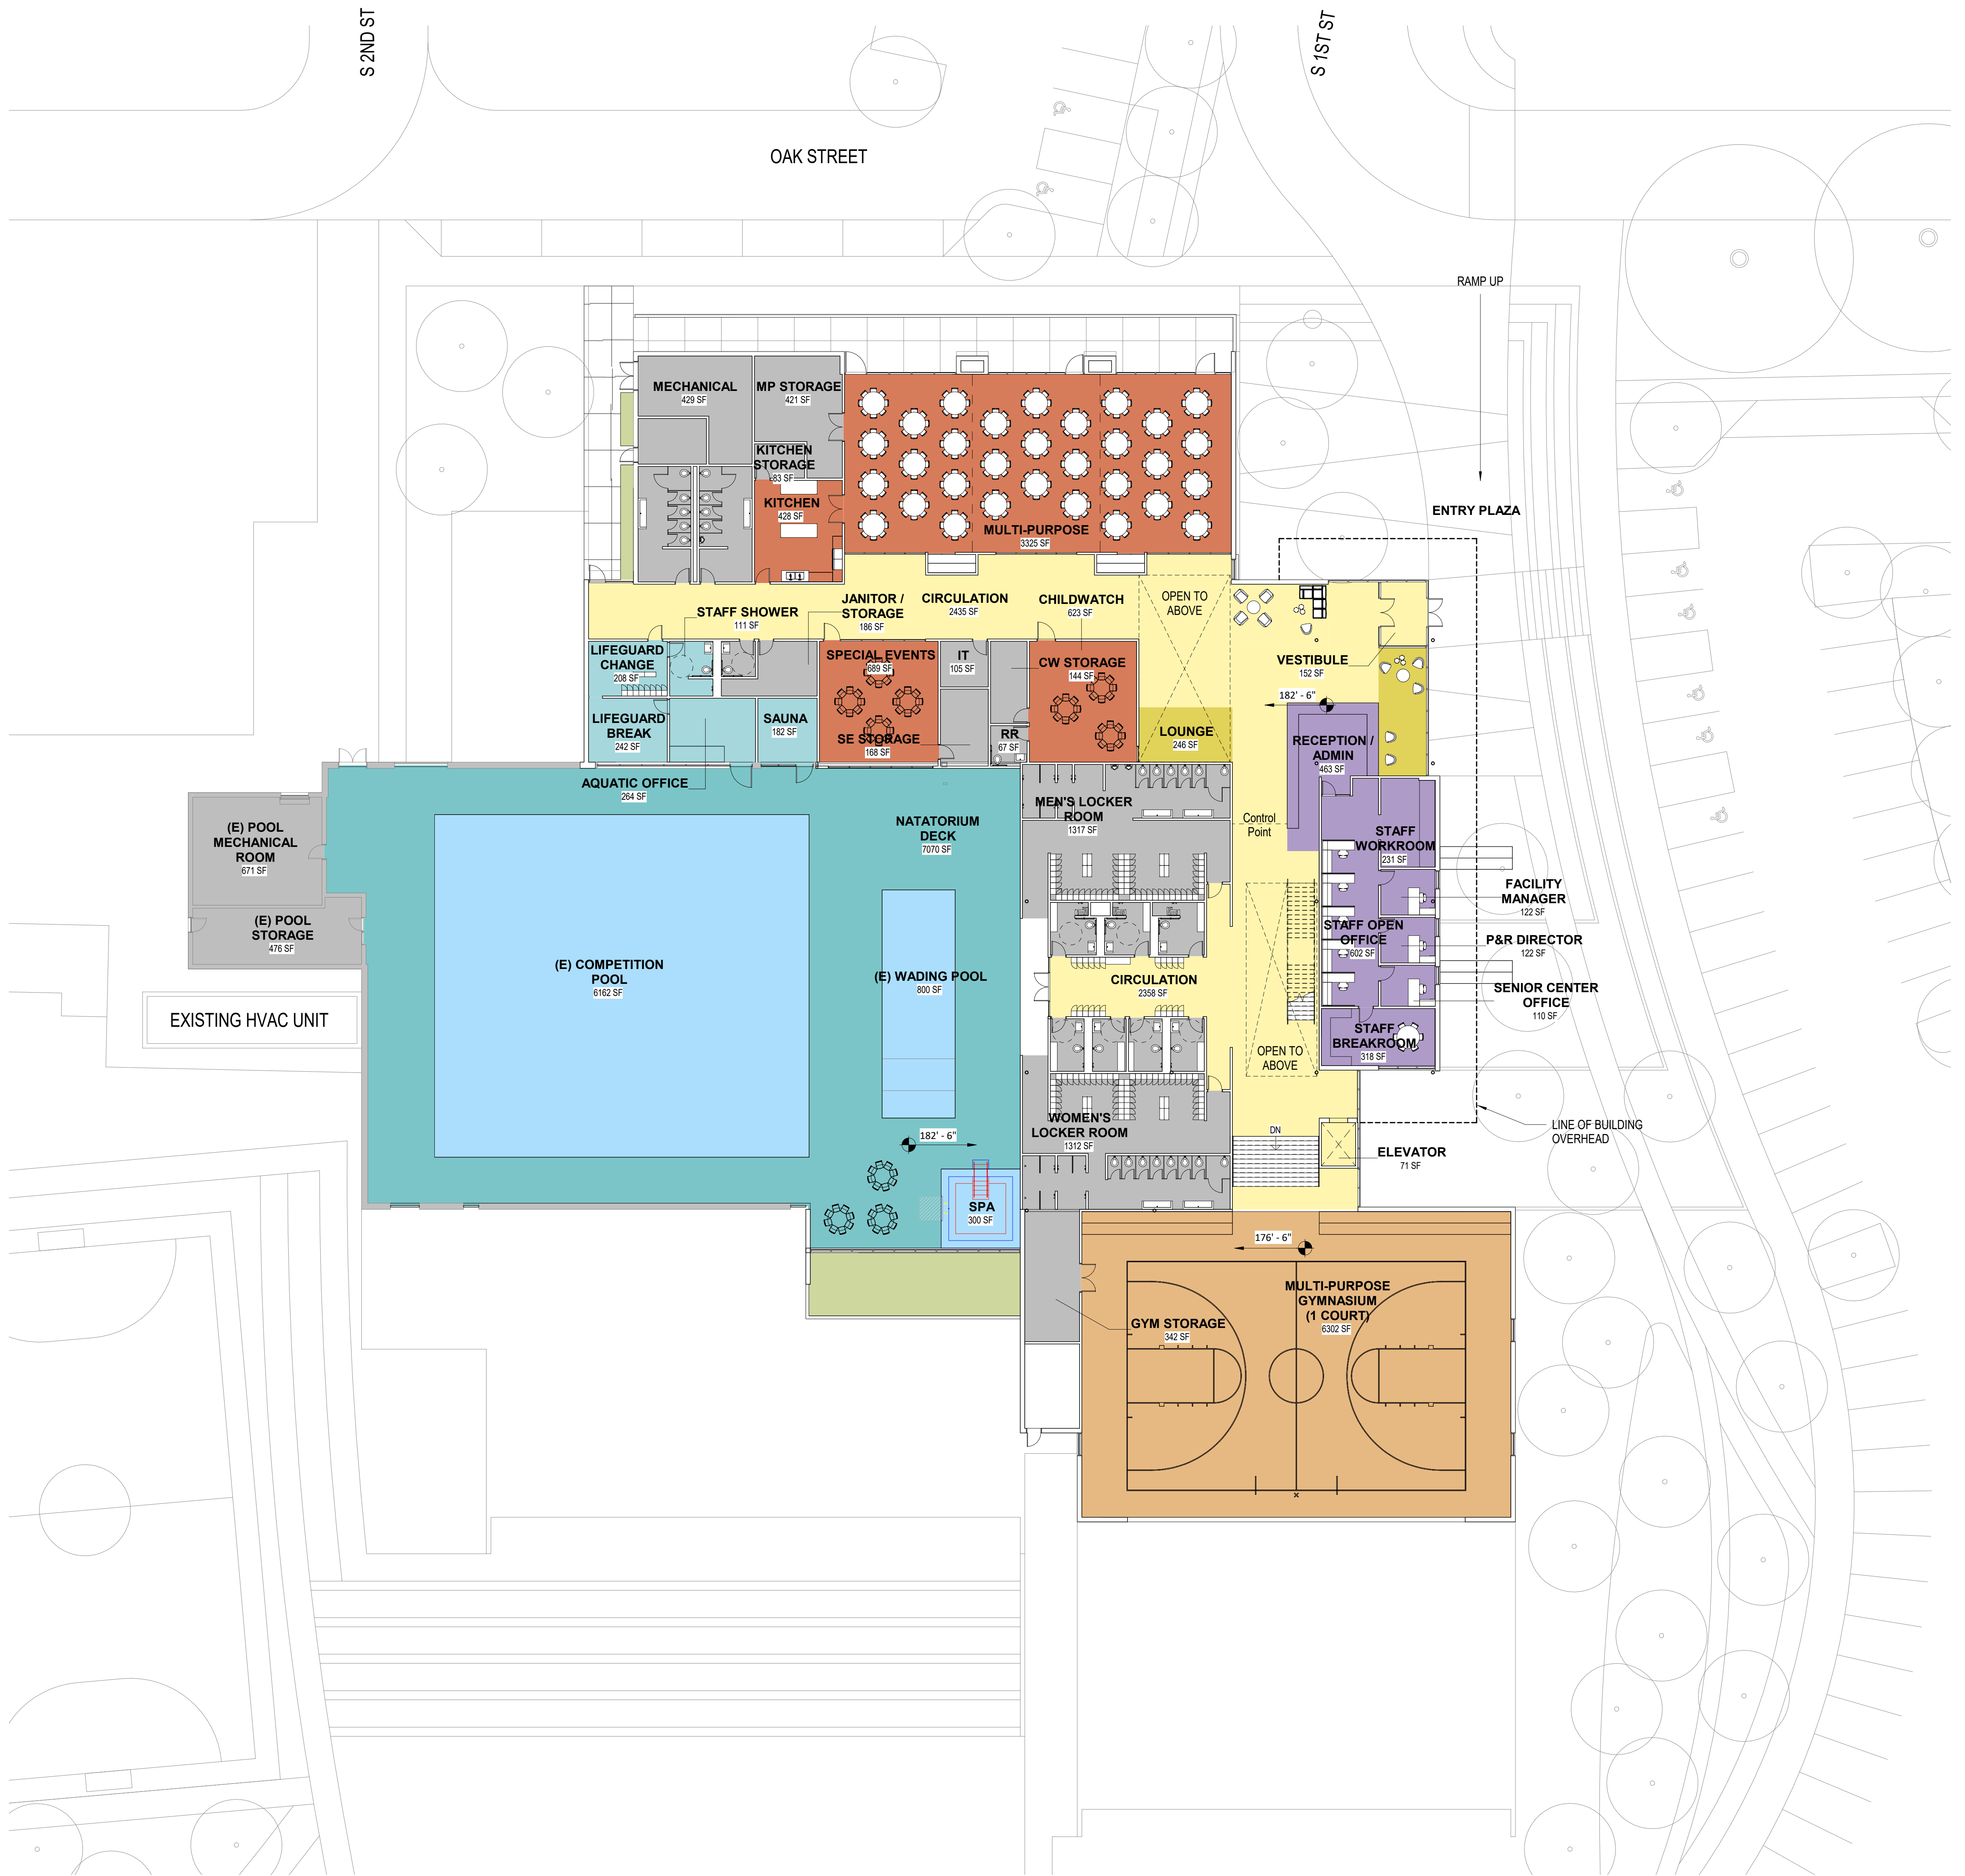 S 2ND ST
S 1ST ST
OAK STREET
RAMP UP
ENTRY PLAZA
MECHANICAL
429 SF
MP STORAGE
421 SF
KITCHEN
STORAGE
83 SF
KITCHEN
428 SF
MULTI-PURPOSE
3325 SF
STAFF SHOWER
111 SF
JANITOR /
STORAGE
186 SF
CIRCULATION
2435 SF
CHILDWATCH
623 SF
OPEN TO
ABOVE
LIFEGUARD
CHANGE
208 SF
SPECIAL EVENTS
689 SF
IT
105 SF
CW STORAGE
144 SF
VESTIBULE
152 SF
182' - 6"
LIFEGUARD
BREAK
242 SF
SAUNA
182 SF
SE STORAGE
168 SF
RR
67 SF
LOUNGE
246 SF
RECEPTION /
ADMIN
463 SF
AQUATIC OFFICE
264 SF
MEN'S LOCKER
ROOM
1317 SF
Control
Point
NATATORIUM
DECK
7070 SF
(E) POOL
MECHANICAL
ROOM
671 SF
STAFF
WORKROOM
231 SF
FACILITY
MANAGER
122 SF
(E) POOL
STORAGE
476 SF
STAFF OPEN
OFFICE
602 SF
P&R DIRECTOR
122 SF
(E) COMPETITION
POOL
6162 SF
(E) WADING POOL
800 SF
CIRCULATION
2358 SF
SENIOR CENTER
OFFICE
110 SF
EXISTING HVAC UNIT
STAFF
BREAKROOM
318 SF
OPEN TO
ABOVE
WOMEN'S
LOCKER ROOM
1312 SF
182' - 6"
DN
LINE OF BUILDING
OVERHEAD
ELEVATOR
71 SF
SPA
300 SF
176' - 6"
MULTI-PURPOSE
GYMNASIUM
(1 COURT)
6302 SF
GYM STORAGE
342 SF